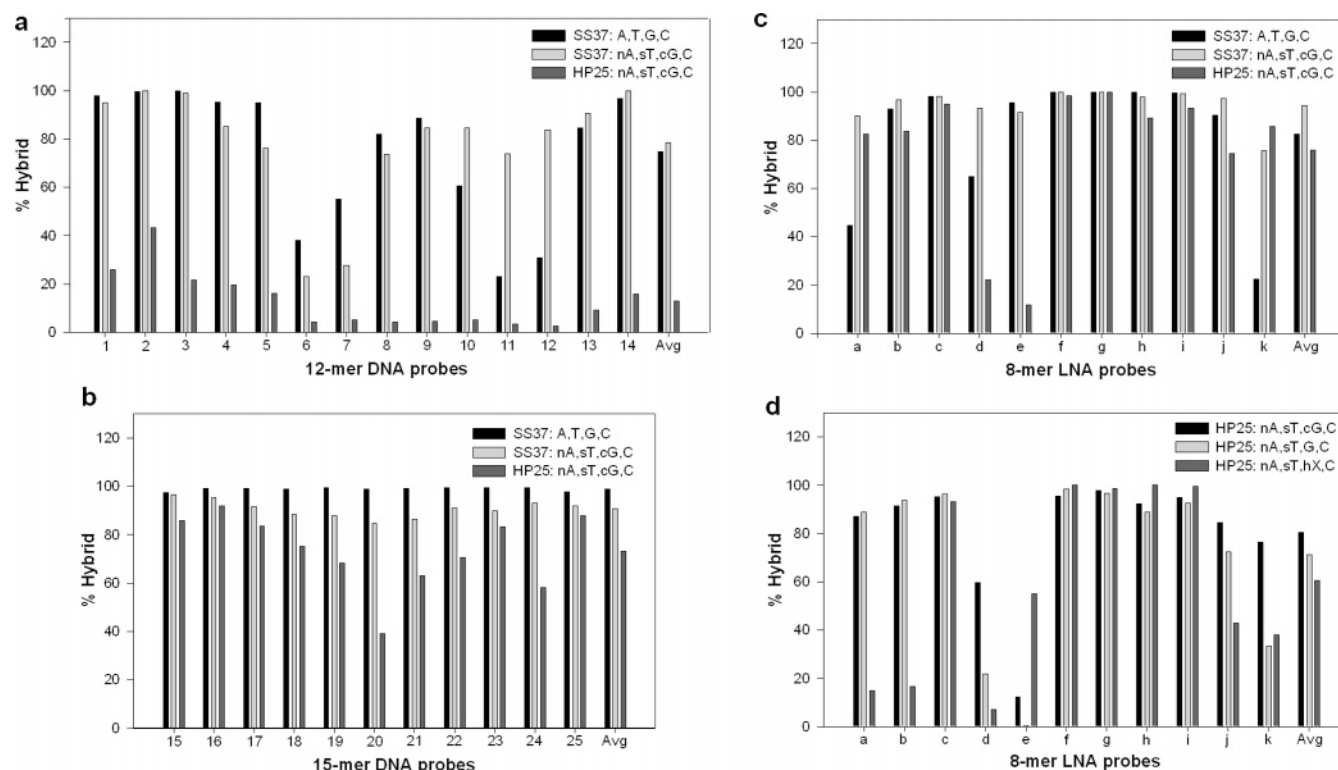 a
SS37: A,T,G,C
SS37: nA,sT,cG,C
HP25: nA,sT,cG,C
% Hybrid
120
100
80
60
40
20
0
1 2 3 4 5 6 7 8 9 10 11 12 13 14 Avg
12-mer DNA probes
b
SS37: A,T,G,C
SS37: nA,sT,cG,C
HP25: nA,sT,cG,C
% Hybrid
120
100
80
60
40
20
0
15 16 17 18 19 20 21 22 23 24 25 Avg
15-mer DNA probes
c
SS37: A,T,G,C
SS37: nA,sT,cG,C
HP25: nA,sT,cG,C
% Hybrid
120
100
80
60
40
20
0
a b c d e f g h i j k Avg
8-mer LNA probes
d
HP25: nA,sT,cG,C
HP25: nA,sT,G,C
HP25: nA,sT,hX,C
% Hybrid
120
100
80
60
40
20
0
a b c d e f g h i j k Avg
8-mer LNA probes